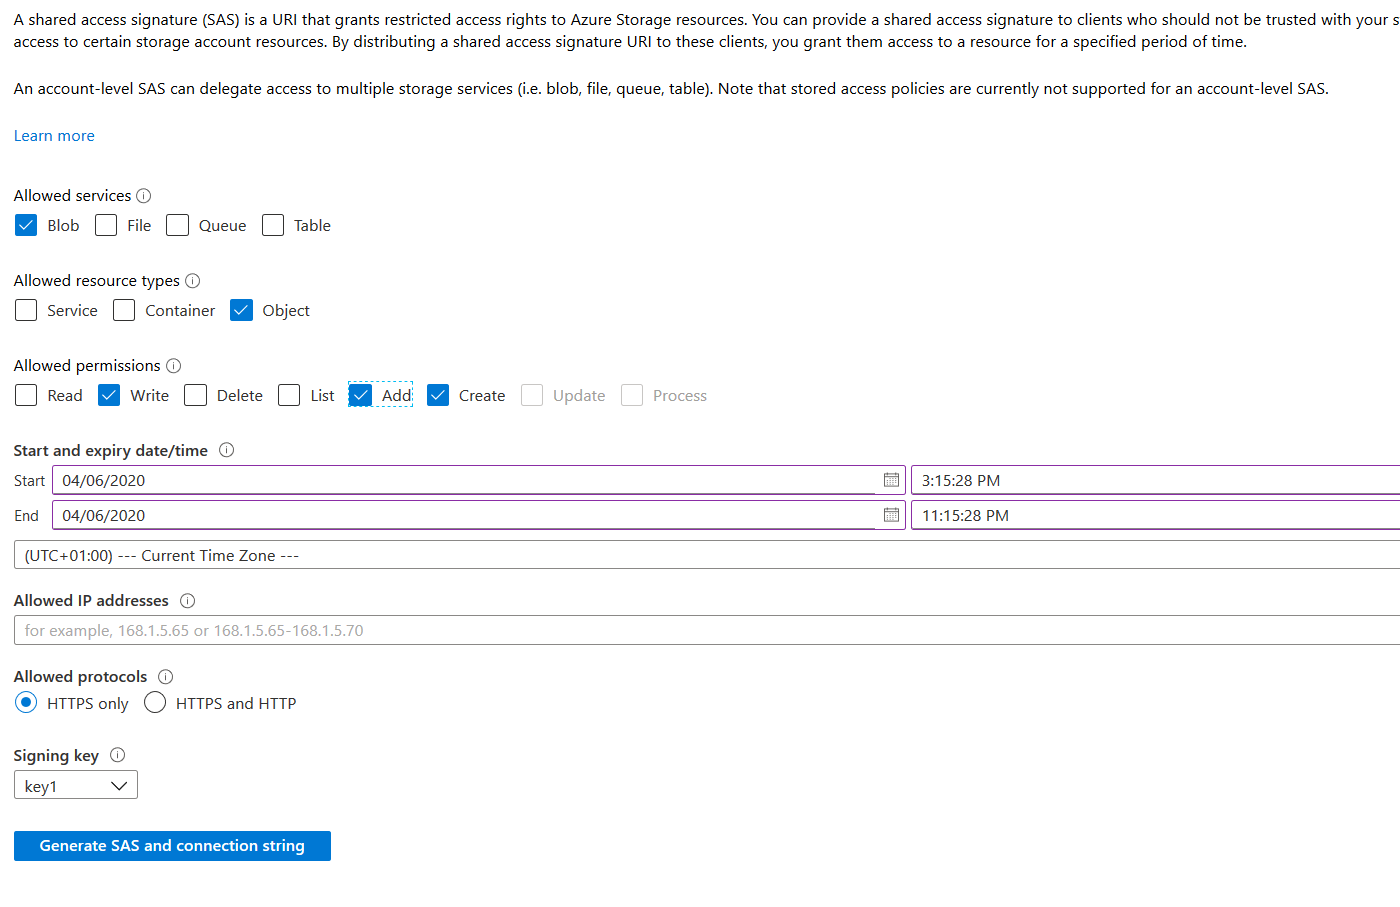 A shared access signature (SAS) is a URI that grants restricted access rights to Azure Storage resources. You can provide a shared access signature to clients who should not be trusted with your s
access to certain storage account resources. By distributing a shared access signature URI to these clients, you grant them access to a resource for a specified period of time.
An account-level SAS can delegate access to multiple storage services (i.e. blob, file, queue, table). Note that stored access policies are currently not supported for an account-level SAS.
Learn more
Allowed services
Blob File Queue Table
Allowed resource types
Service Container Object
Allowed permissions
Read Write Delete List Add Create Update Process
Start and expiry date/time
Start 04/06/2020 3:15:28 PM
End 04/06/2020 11:15:28 PM
(UTC+01:00) --- Current Time Zone ---
Allowed IP addresses
for example, 168.1.5.65 or 168.1.5.65-168.1.5.70
Allowed protocols
HTTPS only HTTPS and HTTP
Signing key
key1
Generate SAS and connection string